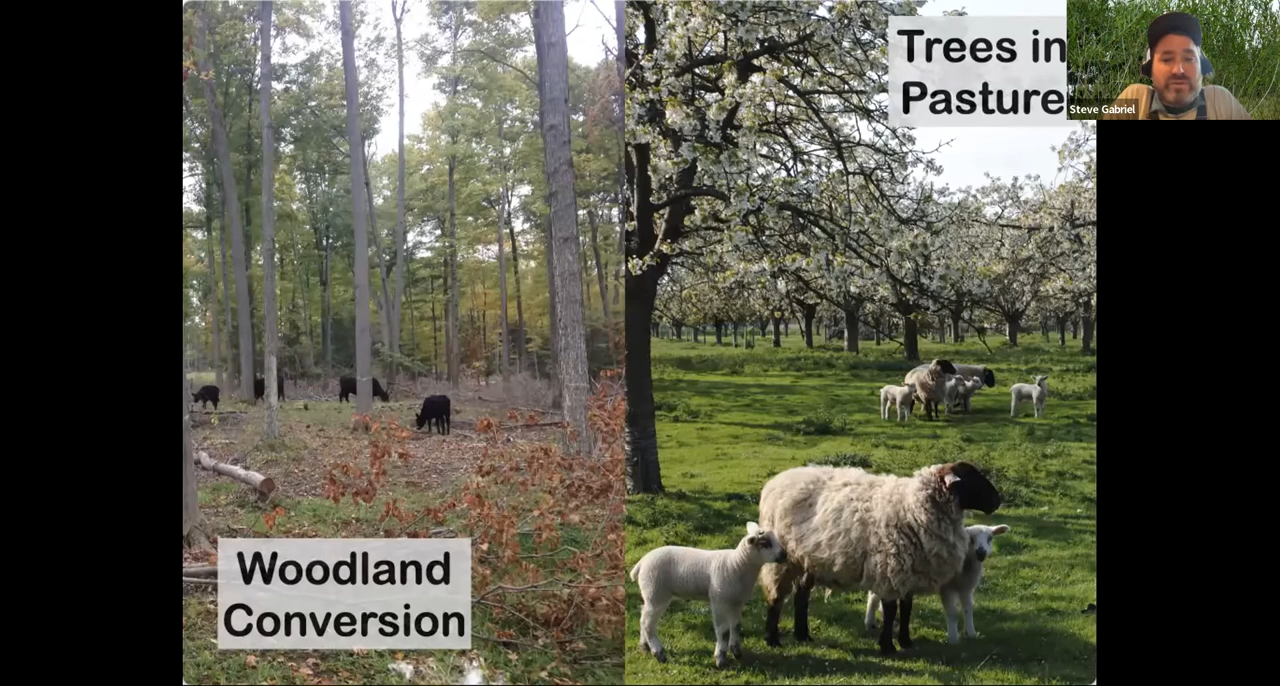 Trees in
Pasture
Steve Gabriel
Woodland
Conversion